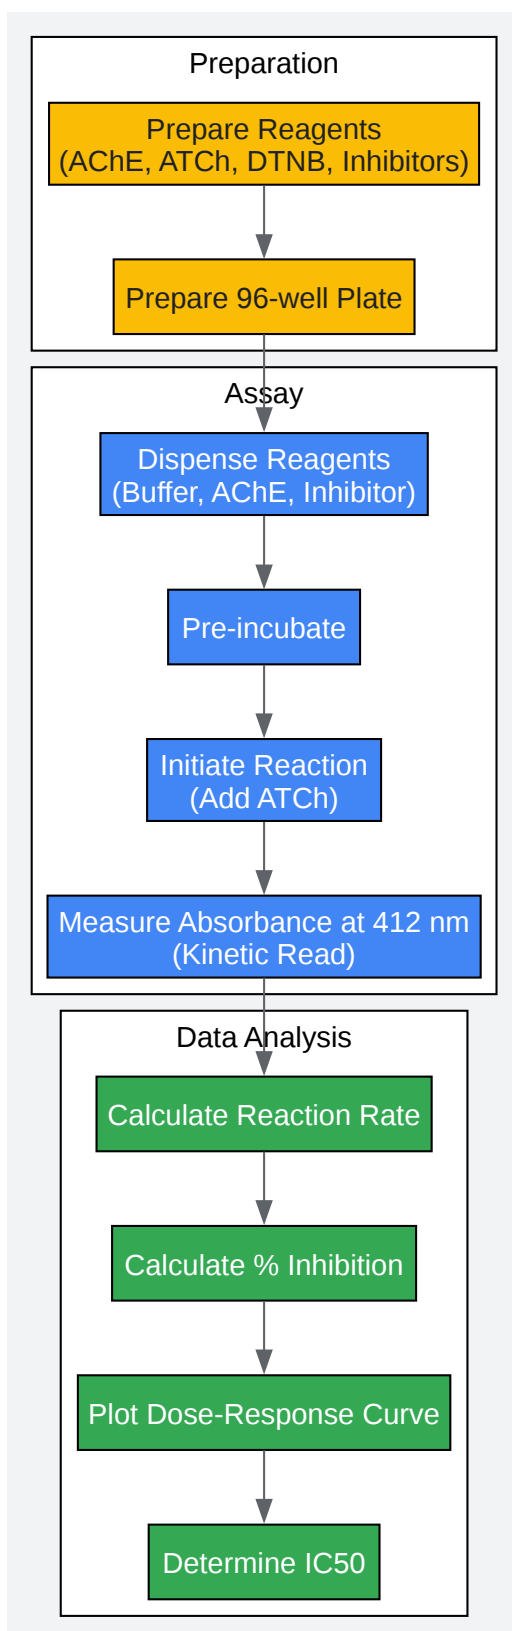 Preparation
Prepare Reagents
(AChE, ATCh, DTNB, Inhibitors)
Prepare 96-well Plate
Assay
Dispense Reagents
(Buffer, AChE, Inhibitor)
Pre-incubate
Initiate Reaction
(Add ATCh)
Measure Absorbance at 412 nm
(Kinetic Read)
Data Analysis
Calculate Reaction Rate
Calculate % Inhibition
Plot Dose-Response Curve
Determine IC50